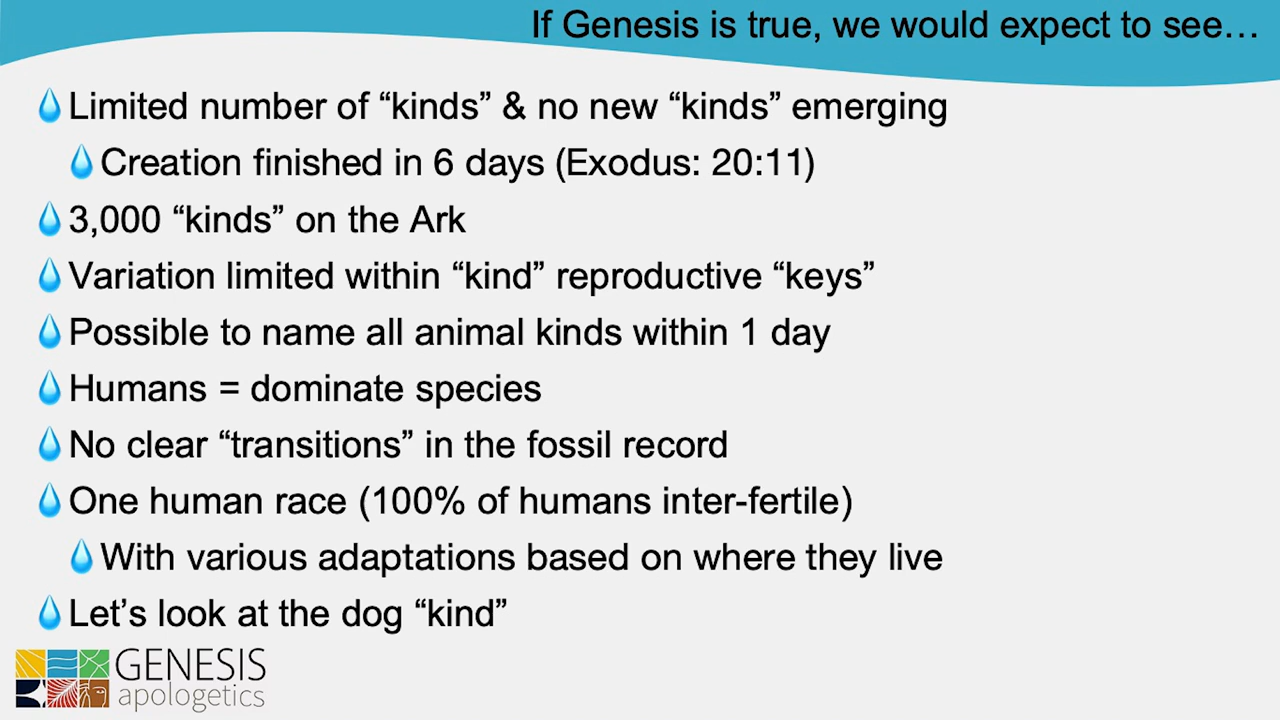 If Genesis is true, we would expect to see…
Limited number of “kinds” & no new “kinds” emerging
Creation finished in 6 days (Exodus: 20:11)
3,000 “kinds” on the Ark
Variation limited within “kind” reproductive “keys”
Possible to name all animal kinds within 1 day
Humans = dominate species
No clear “transitions” in the fossil record
One human race (100% of humans inter-fertile)
With various adaptations based on where they live
Let’s look at the dog “kind”
GENESIS
apologetics